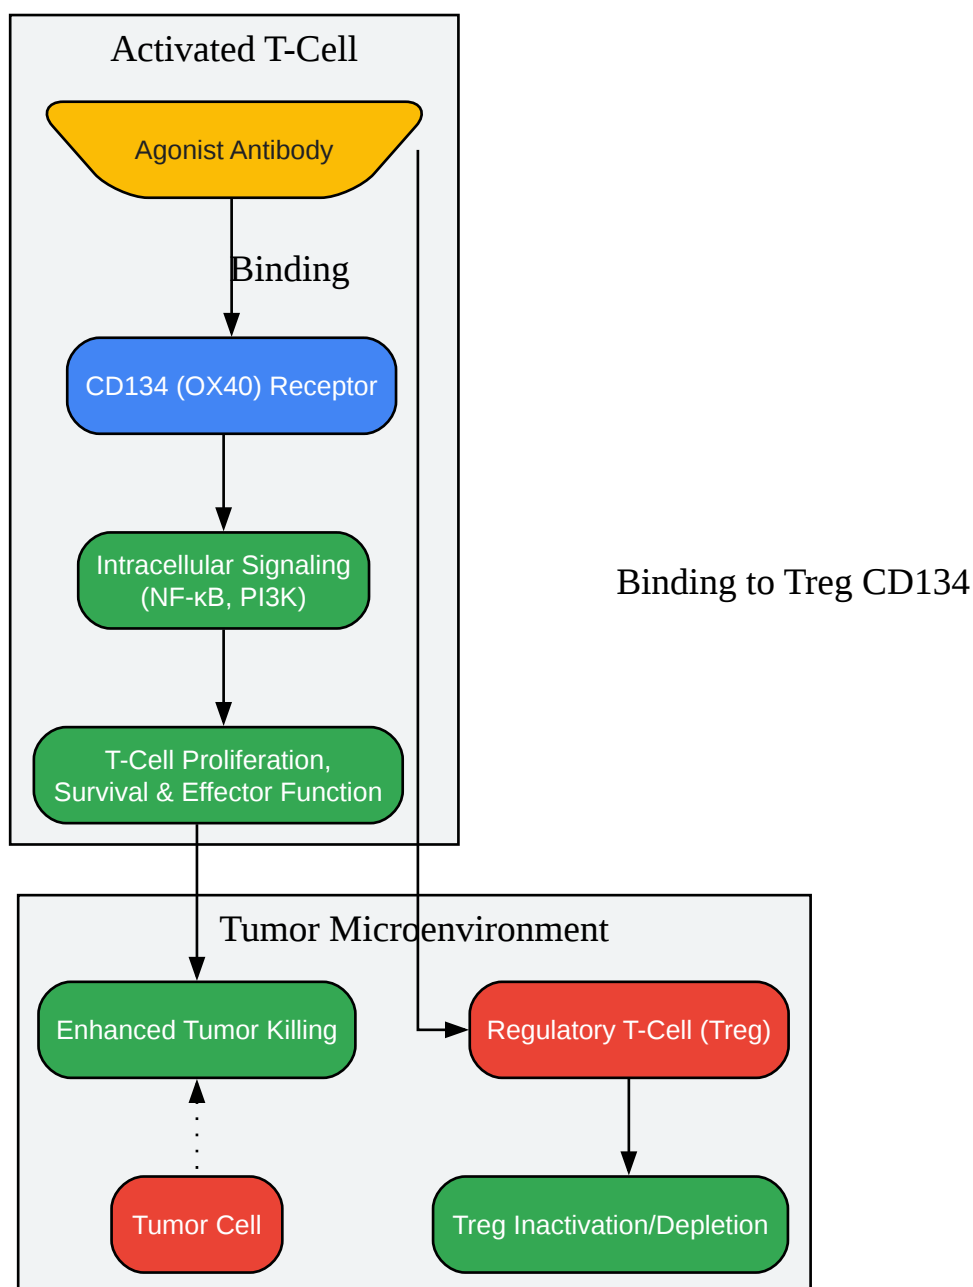 Activated T-Cell
Agonist Antibody
Binding
CD134 (OX40) Receptor
Intracellular Signaling
(NF-κB, PI3K)
Binding to Treg CD134
T-Cell Proliferation,
Survival & Effector Function
Tumor Microenvironment
Enhanced Tumor Killing
Regulatory T-Cell (Treg)
Tumor Cell
Treg Inactivation/Depletion